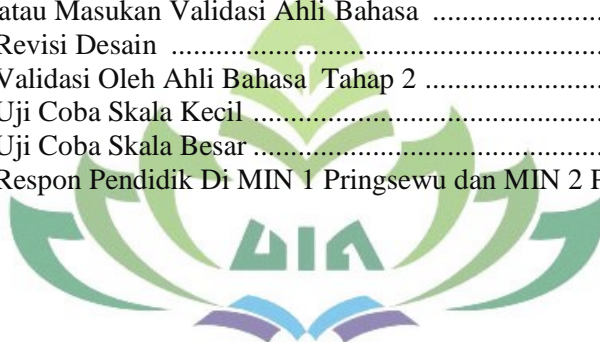 atau Masukan Validasi Ahli Bahasa ...........................
Revisi Desain ............................................................
Validasi Oleh Ahli Bahasa Tahap 2 ............................
Uji Coba Skala Kecil .................................................
Uji Coba Skala Besar .................................................
Respon Pendidik Di MIN 1 Pringsewu dan MIN 2
UIN